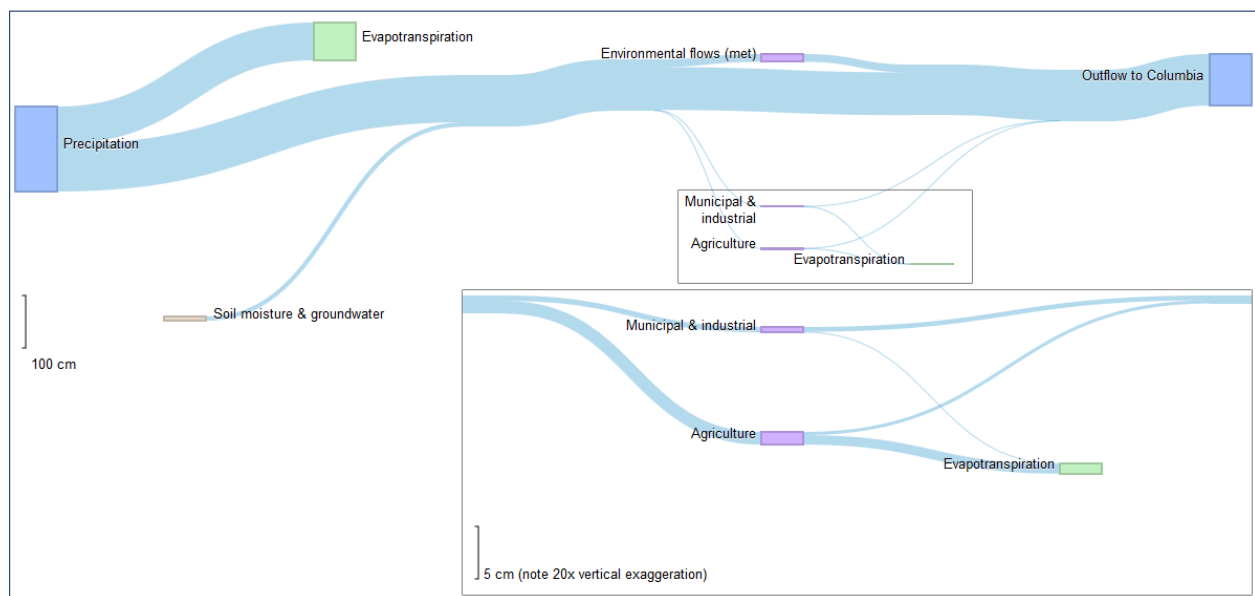 Evapotranspiration
Environmental flows (met)
Outflow to Columbia
Precipitation
Municipal &
industrial
Agriculture
Evapotranspiration
Soil moisture & groundwater
100 cm
Municipal & industrial
Agriculture
Evapotranspiration
5 cm (note 20x vertical exaggeration)